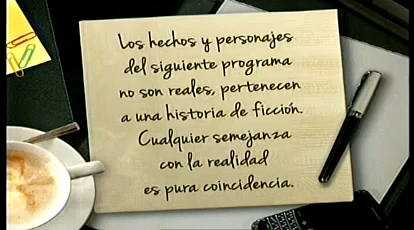 Los hechos y personajes
del siguiente programa
no son reales, pertenecen
a una historia de ficción.
Cualquier semejanza
con la realidad
es pura coincidencia.